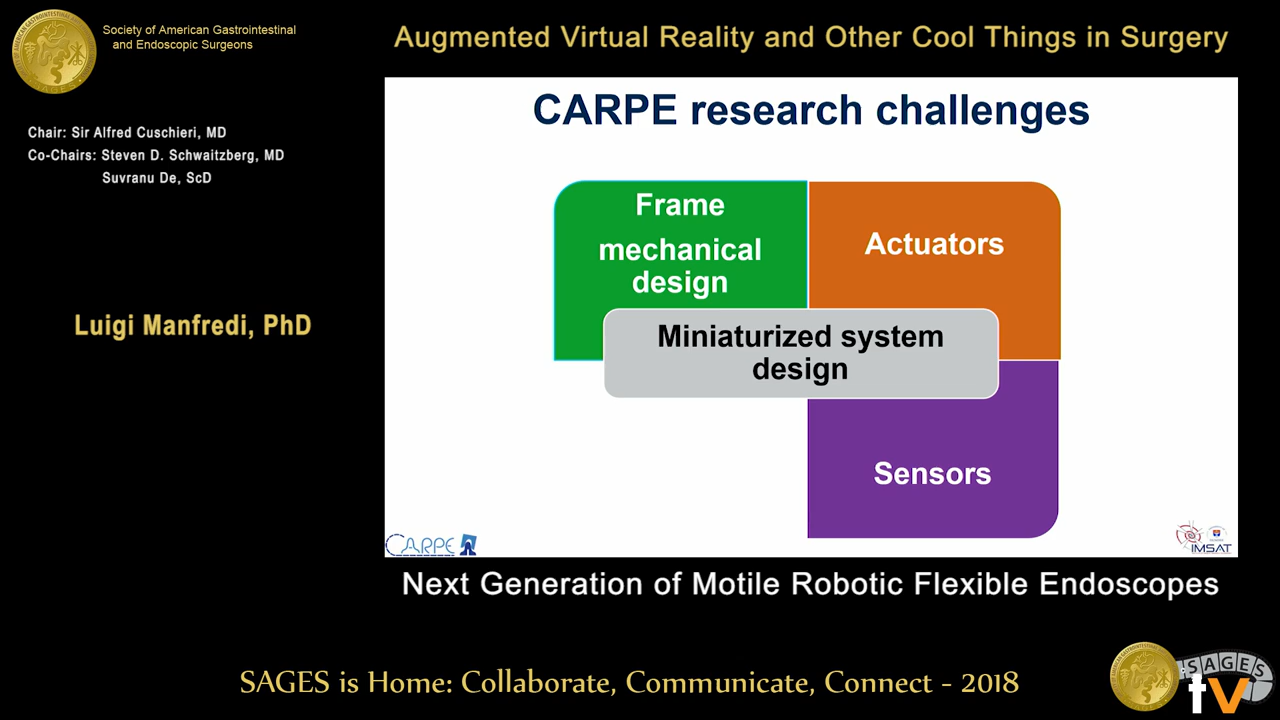 Society of American Gastrointestinal
and Endoscopic Surgeons
Augmented Virtual Reality and Other Cool Things in Surgery
Chair: Sir Alfred Cuschieri, MD
Co-Chairs: Steven D. Schwaitzberg, MD
Suvranu De, ScD
Luigi Manfredi, PhD
CARPE research challenges
Frame
mechanical
design
Actuators
Miniaturized system
design
Sensors
CARPE
IMSAT
Next Generation of Motile Robotic Flexible Endoscopes
SAGES is Home: Collaborate, Communicate, Connect - 2018
SAGES
tv